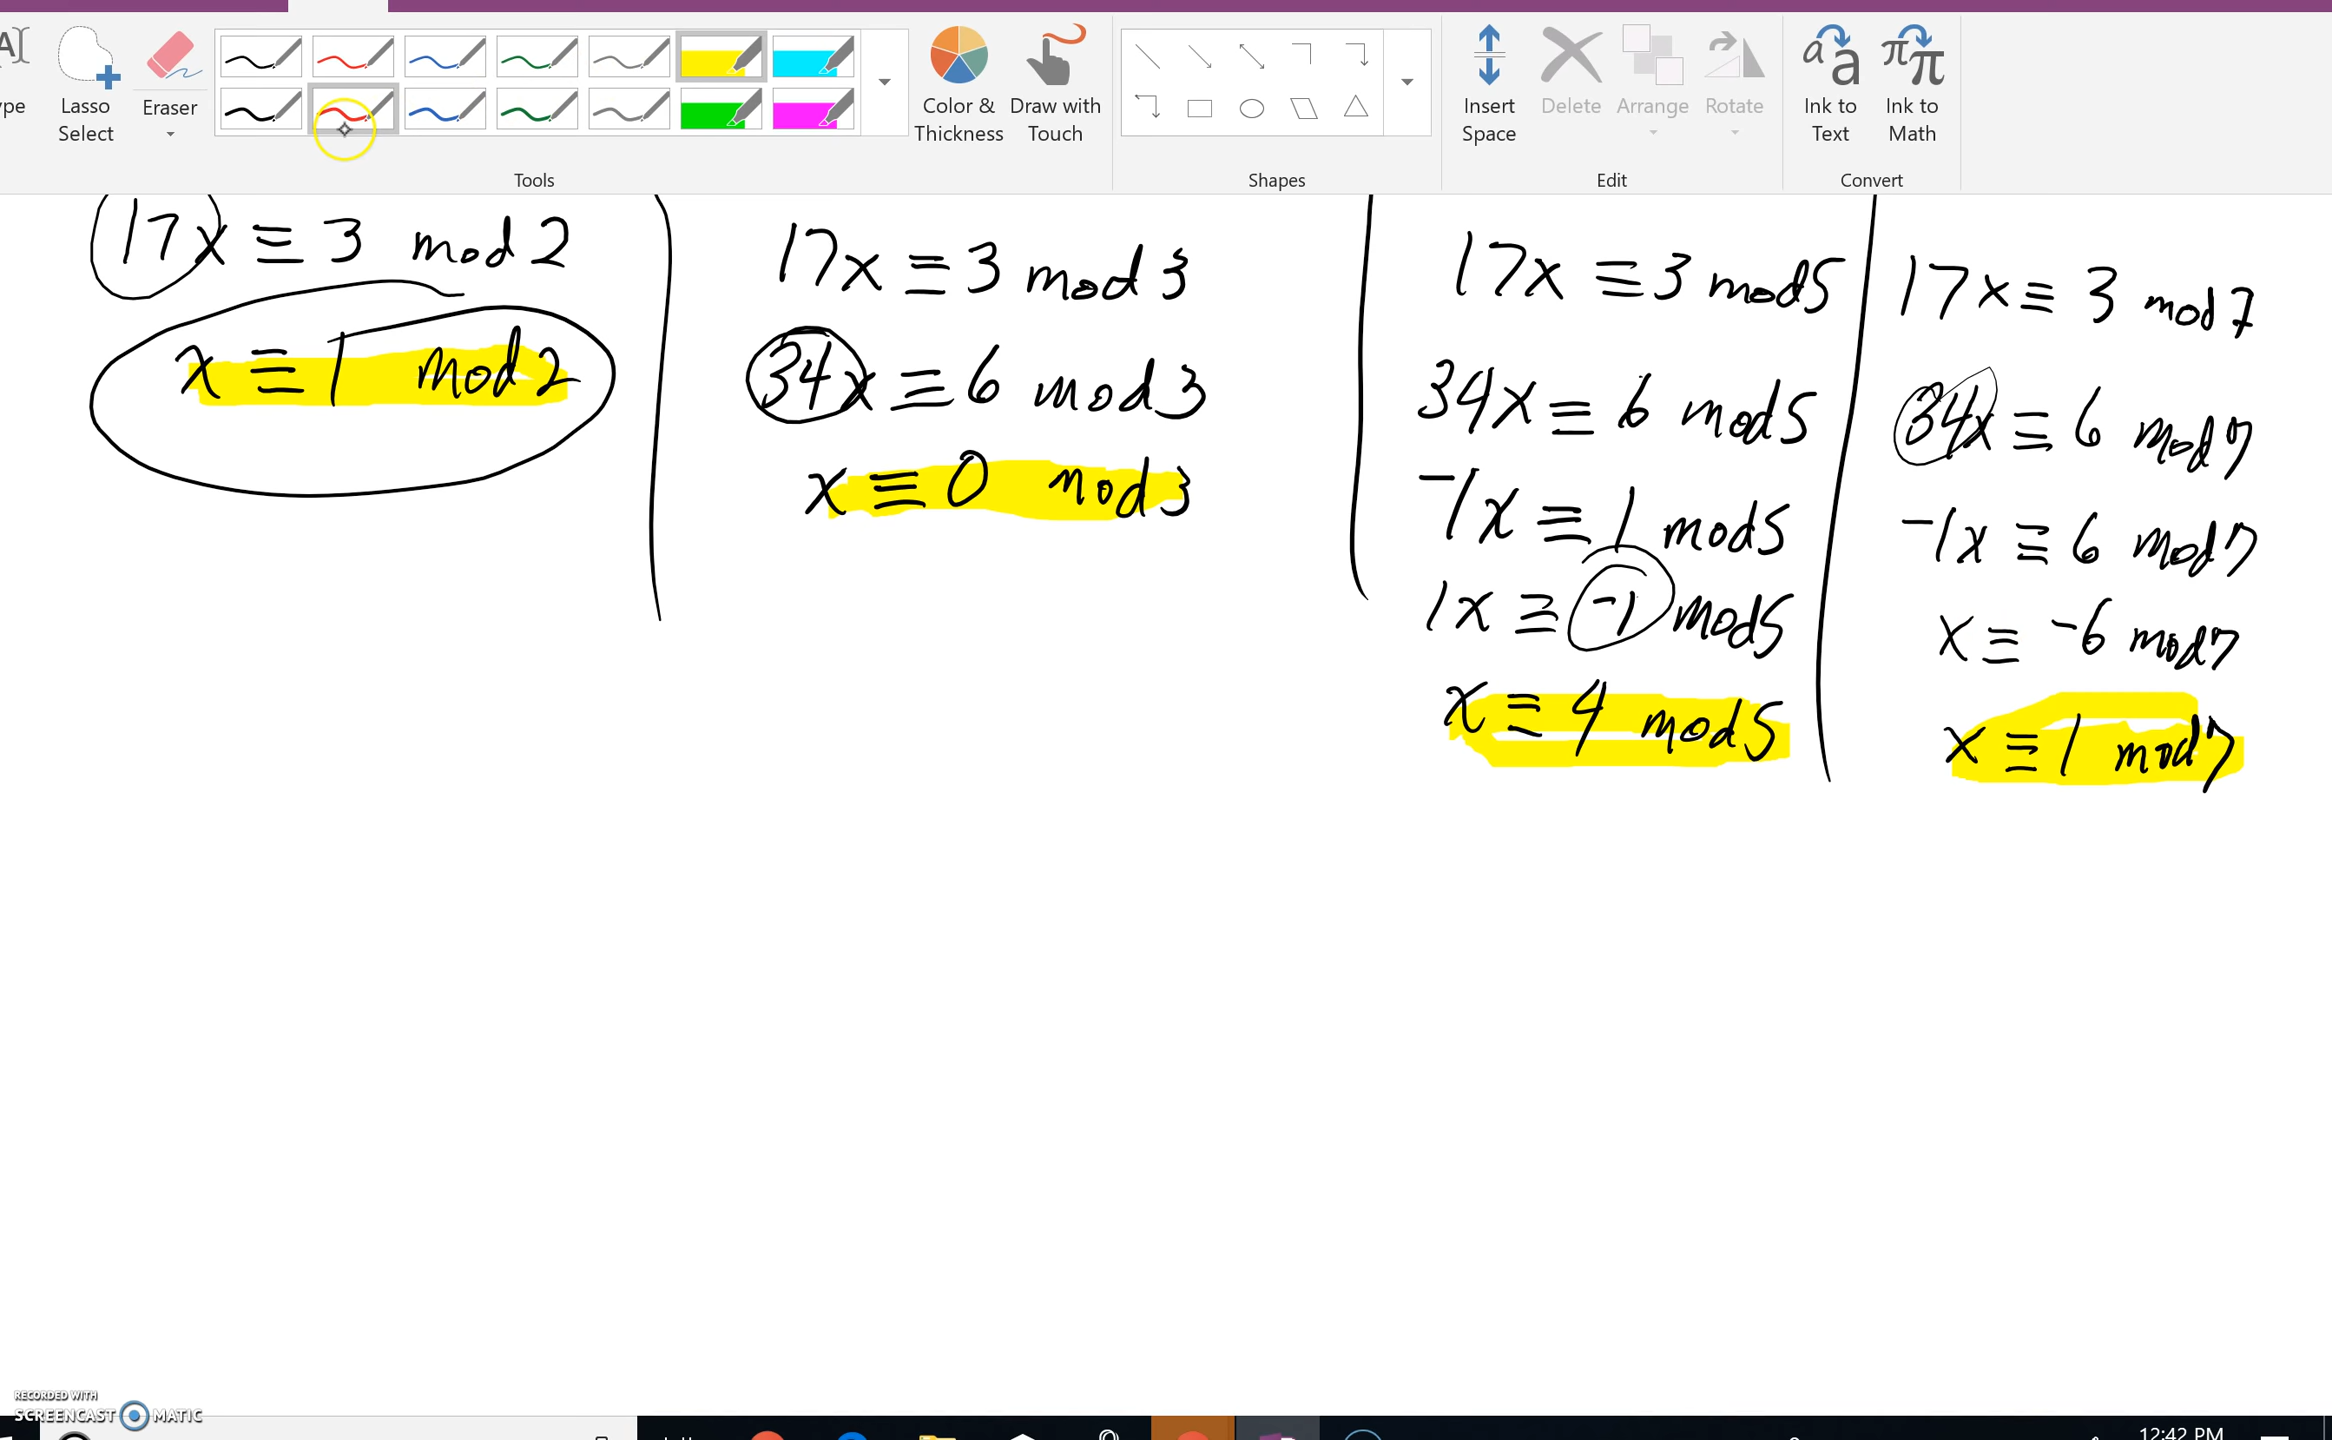 ype
Lasso
Select
Eraser
Color &
Thickness
Draw with
Touch
Insert
Space
Delete
Arrange
Rotate
Ink to
Text
Ink to
Math
Tools
Shapes
Edit
Convert
17x ≡ 3 mod 2
x ≡ 1 mod 2
17x ≡ 3 mod 3
34x ≡ 6 mod 3
x ≡ 0 mod 3
17x ≡ 3 mod 5
34x ≡ 6 mod 5
-1x ≡ 1 mod 5
1x ≡ -1 mod 5
x ≡ 4 mod 5
17x ≡ 3 mod 7
34x ≡ 6 mod 7
-1x ≡ 6 mod 7
x ≡ -6 mod 7
x ≡ 1 mod 7
RECORDED WITH
SCREENCAST MATIC
12:42 PM